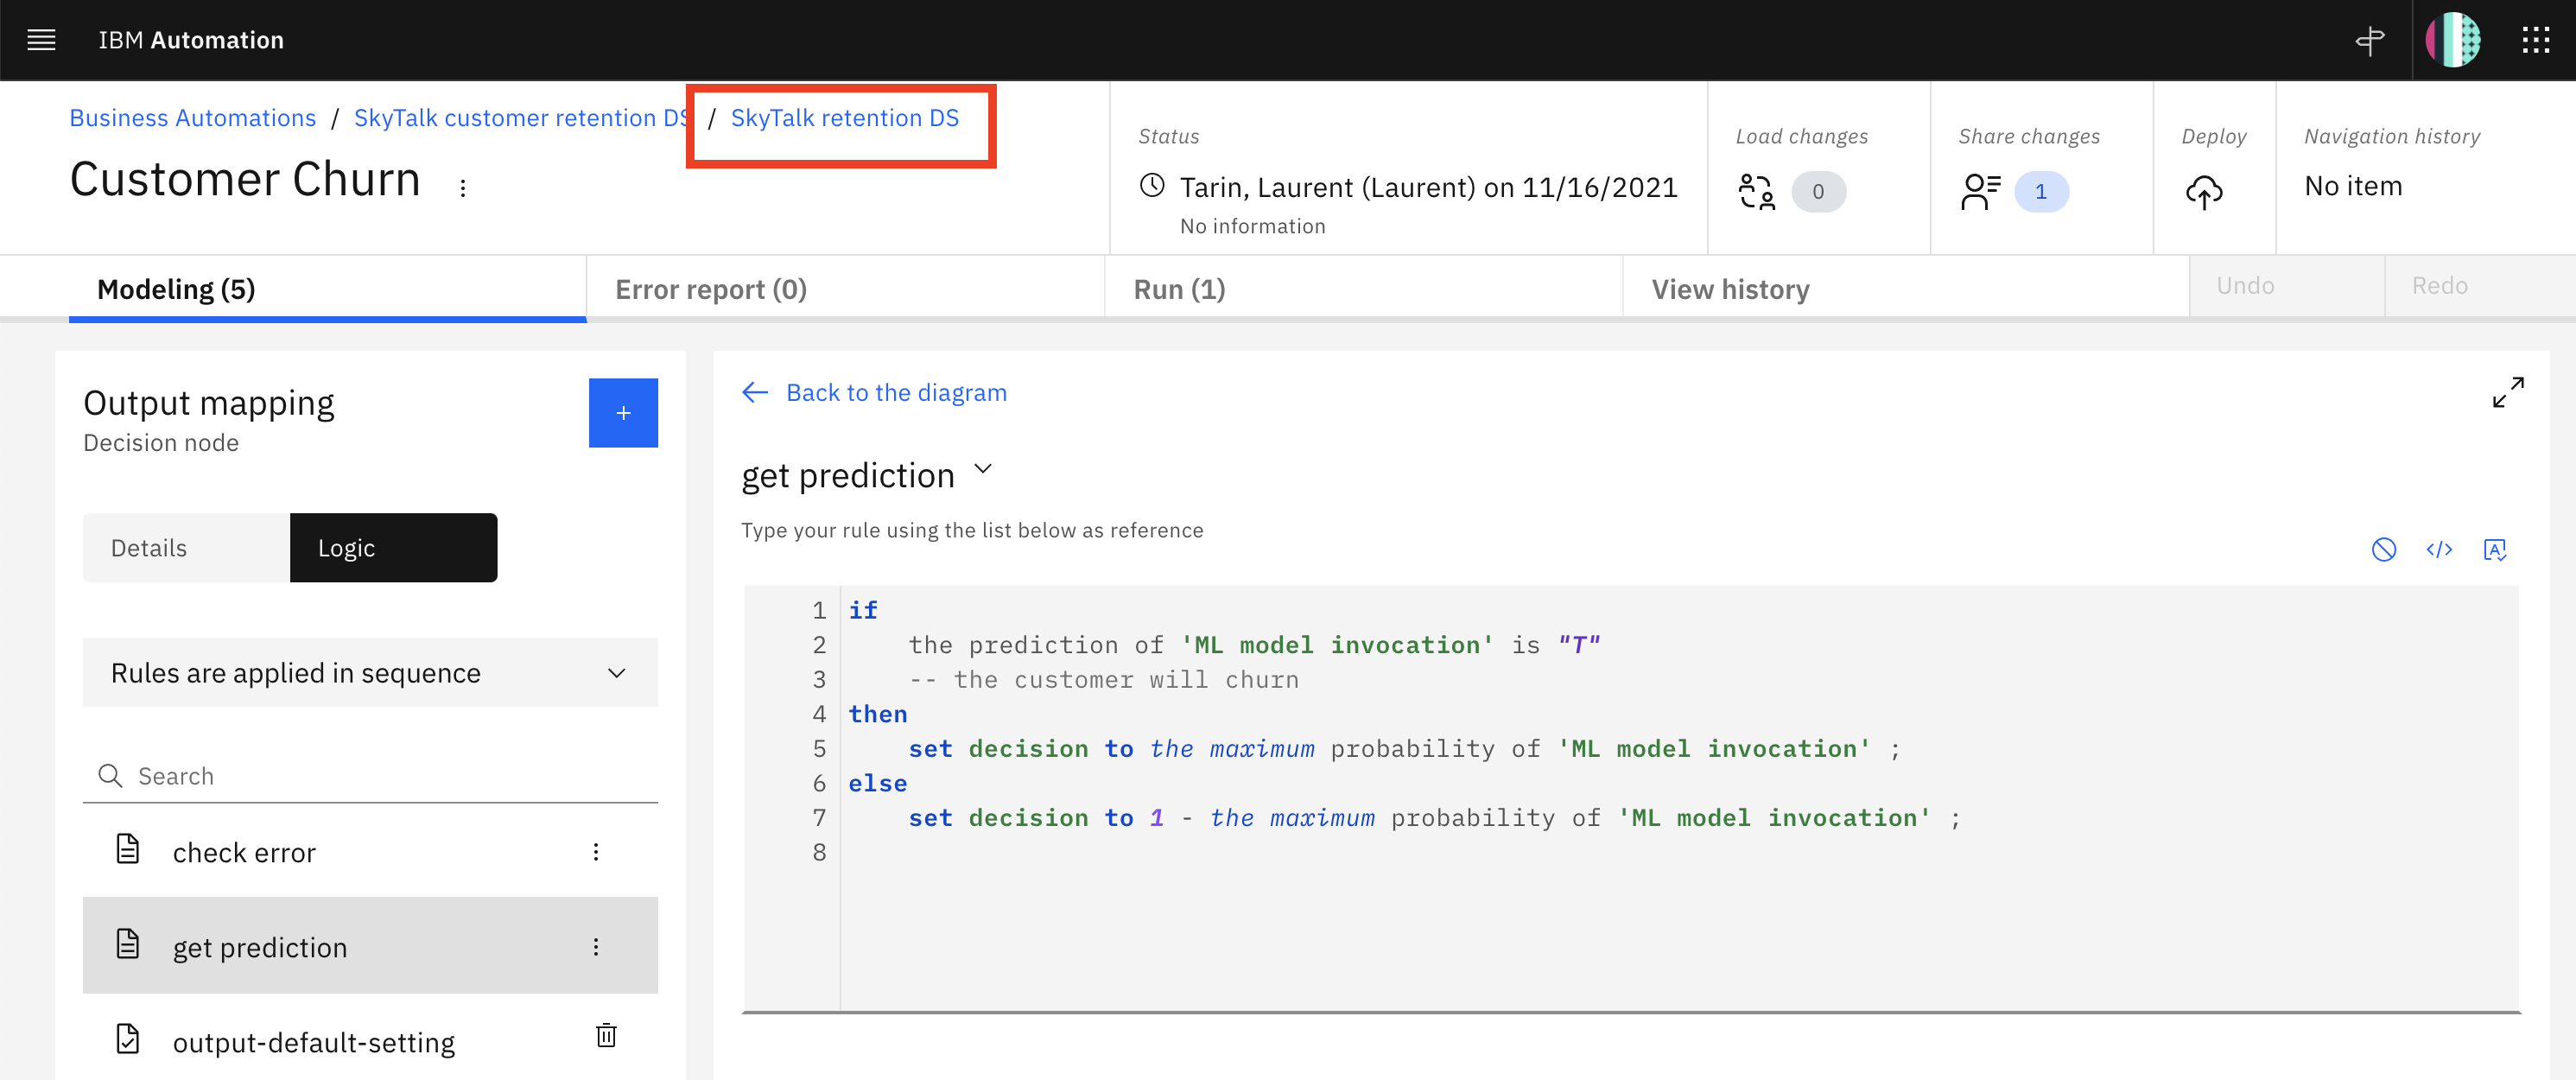 IBM Automation
Business Automations / SkyTalk customer retention DS / SkyTalk retention DS
Customer Churn
Status
Tarin, Laurent (Laurent) on 11/16/2021
No information
Load changes
0
Share changes
1
Deploy
Navigation history
No item
Modeling (5)
Error report (0)
Run (1)
View history
Undo
Redo
Output mapping
Decision node
+
Details
Logic
Rules are applied in sequence
Search
check error
get prediction
output-default-setting
Back to the diagram
get prediction
Type your rule using the list below as reference
1 if
2 the prediction of 'ML model invocation' is "T"
3 -- the customer will churn
4 then
5 set decision to the maximum probability of 'ML model invocation' ;
6 else
7 set decision to 1 - the maximum probability of 'ML model invocation' ;
8